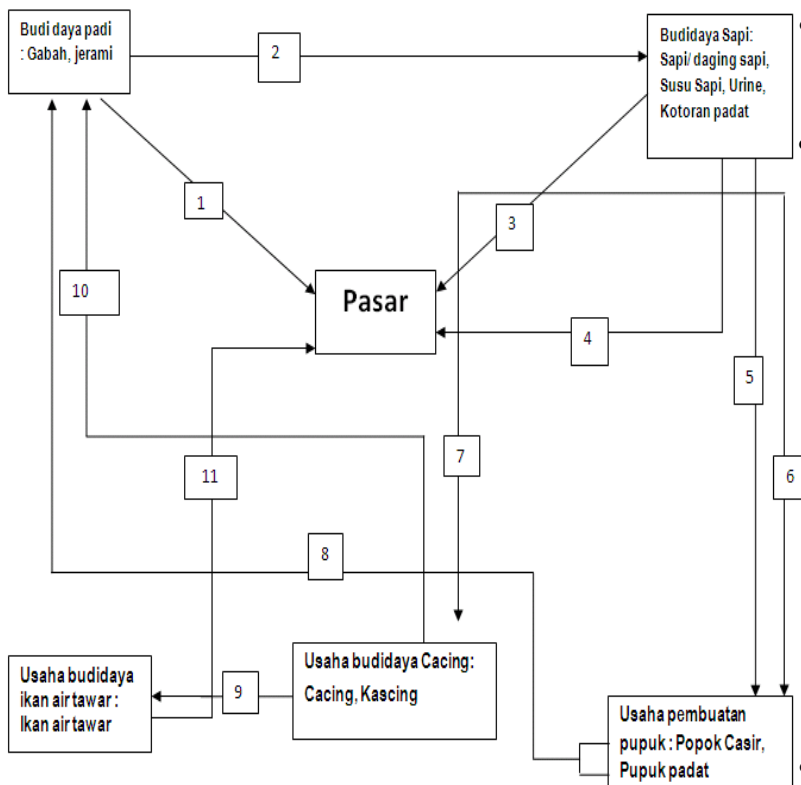 Budi daya padi
: Gabah, jerami
2
Budidaya Sapi:
Sapi/ daging sapi,
Susu Sapi, Urine,
Kotoran padat
1
3
10
Pasar
4
5
11
7
6
8
Usaha budidaya
ikan air tawar :
Ikan air tawar
9
Usaha budidaya Cacing:
Cacing, Kascing
Usaha pembuatan
pupuk : Popok Casir,
Pupuk padat